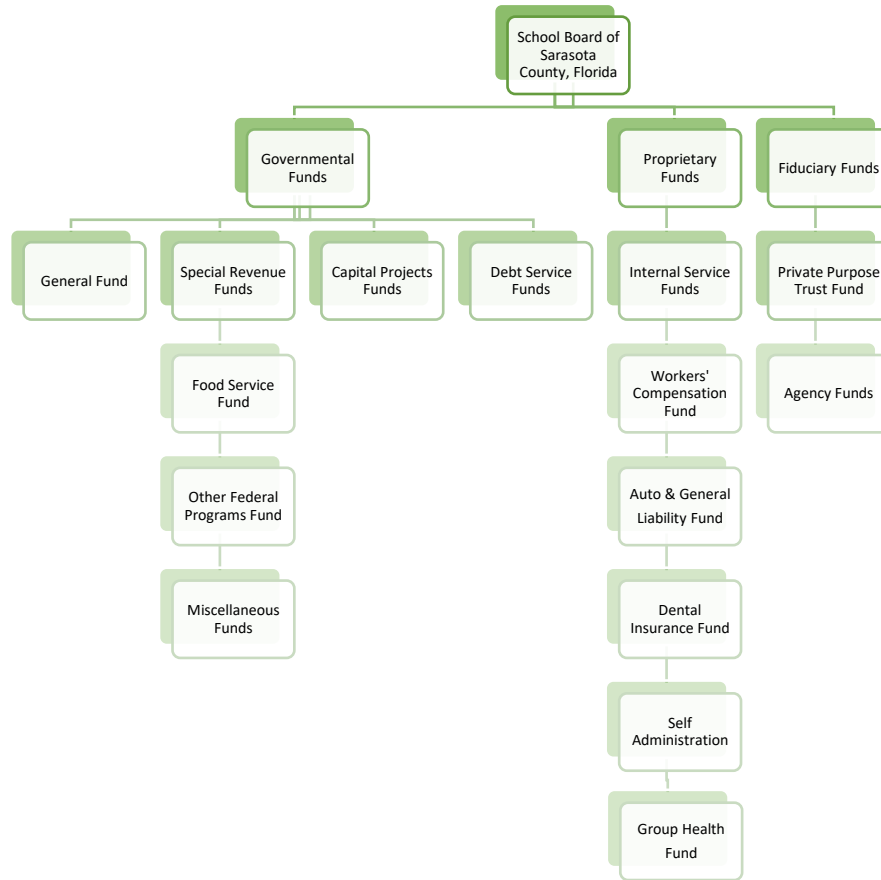 School Board of
Sarasota
County, Florida
Governmental
Funds
Proprietary
Funds
Fiduciary Funds
General Fund
Special Revenue
Funds
Capital Projects
Funds
Debt Service
Funds
Internal Service
Funds
Private Purpose
Trust Fund
Food Service
Fund
Workers'
Compensation
Fund
Agency Funds
Other Federal
Programs Fund
Auto & General
Liability Fund
Miscellaneous
Funds
Dental
Insurance Fund
Self
Administration
Group Health
Fund